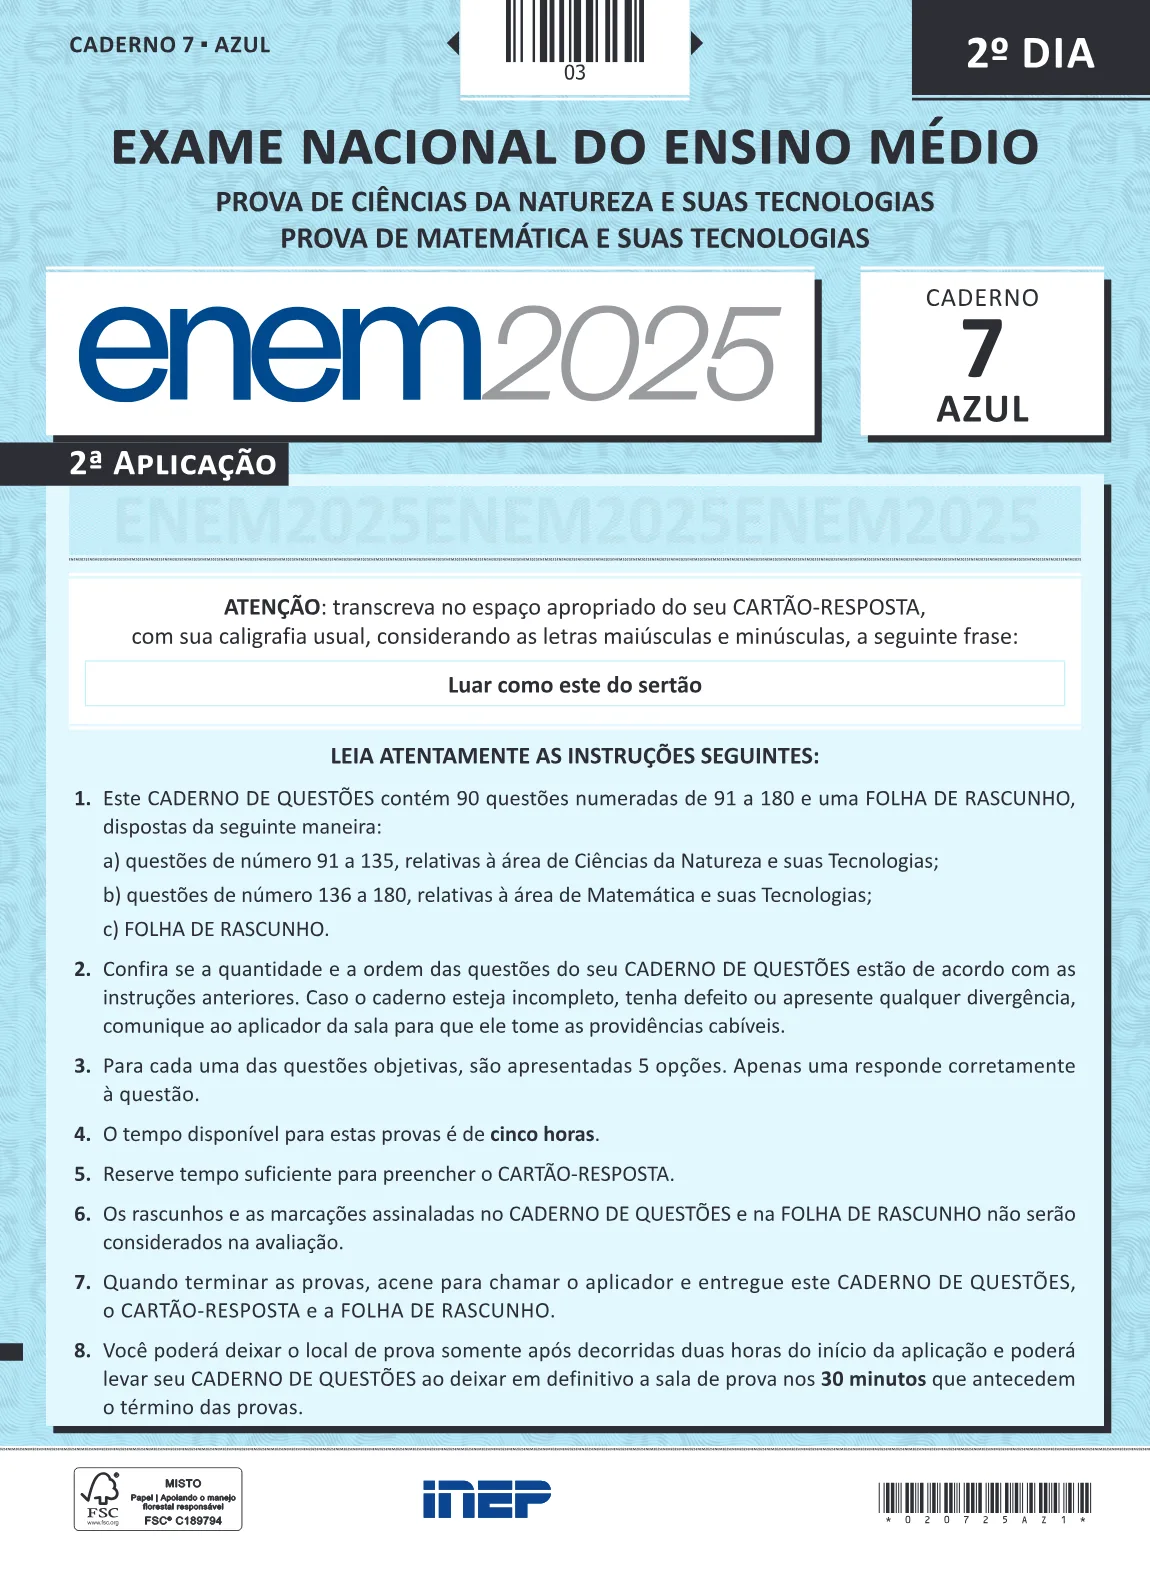 CADERNO 7 ▪ AZUL
03
2º DIA
EXAME NACIONAL DO ENSINO MÉDIO
PROVA DE CIÊNCIAS DA NATUREZA E SUAS TECNOLOGIAS
PROVA DE MATEMÁTICA E SUAS TECNOLOGIAS
enem2025
CADERNO
7
AZUL
2ª APLICAÇÃO
ENEM2025ENEM2025ENEM2025
ATENÇÃO: transcreva no espaço apropriado do seu CARTÃO-RESPOSTA,
com sua caligrafia usual, considerando as letras maiúsculas e minúsculas, a seguinte frase:
Luar como este do sertão
LEIA ATENTAMENTE AS INSTRUÇÕES SEGUINTES:
1. Este CADERNO DE QUESTÕES contém 90 questões numeradas de 91 a 180 e uma FOLHA DE RASCUNHO,
dispostas da seguinte maneira:
a) questões de número 91 a 135, relativas à área de Ciências da Natureza e suas Tecnologias;
b) questões de número 136 a 180, relativas à área de Matemática e suas Tecnologias;
c) FOLHA DE RASCUNHO.
2. Confira se a quantidade e a ordem das questões do seu CADERNO DE QUESTÕES estão de acordo com as
instruções anteriores. Caso o caderno esteja incompleto, tenha defeito ou apresente qualquer divergência,
comunique ao aplicador da sala para que ele tome as providências cabíveis.
3. Para cada uma das questões objetivas, são apresentadas 5 opções. Apenas uma responde corretamente
à questão.
4. O tempo disponível para estas provas é de cinco horas.
5. Reserve tempo suficiente para preencher o CARTÃO-RESPOSTA.
6. Os rascunhos e as marcações assinaladas no CADERNO DE QUESTÕES e na FOLHA DE RASCUNHO não serão
considerados na avaliação.
7. Quando terminar as provas, acene para chamar o aplicador e entregue este CADERNO DE QUESTÕES,
o CARTÃO-RESPOSTA e a FOLHA DE RASCUNHO.
8. Você poderá deixar o local de prova somente após decorridas duas horas do início da aplicação e poderá
levar seu CADERNO DE QUESTÕES ao deixar em definitivo a sala de prova nos 30 minutos que antecedem
o término das provas.
FSC
www.fsc.org
MISTO
Papel | Apoiando o manejo
florestal responsável
FSC® C189794
INEP
*020725AZ1*